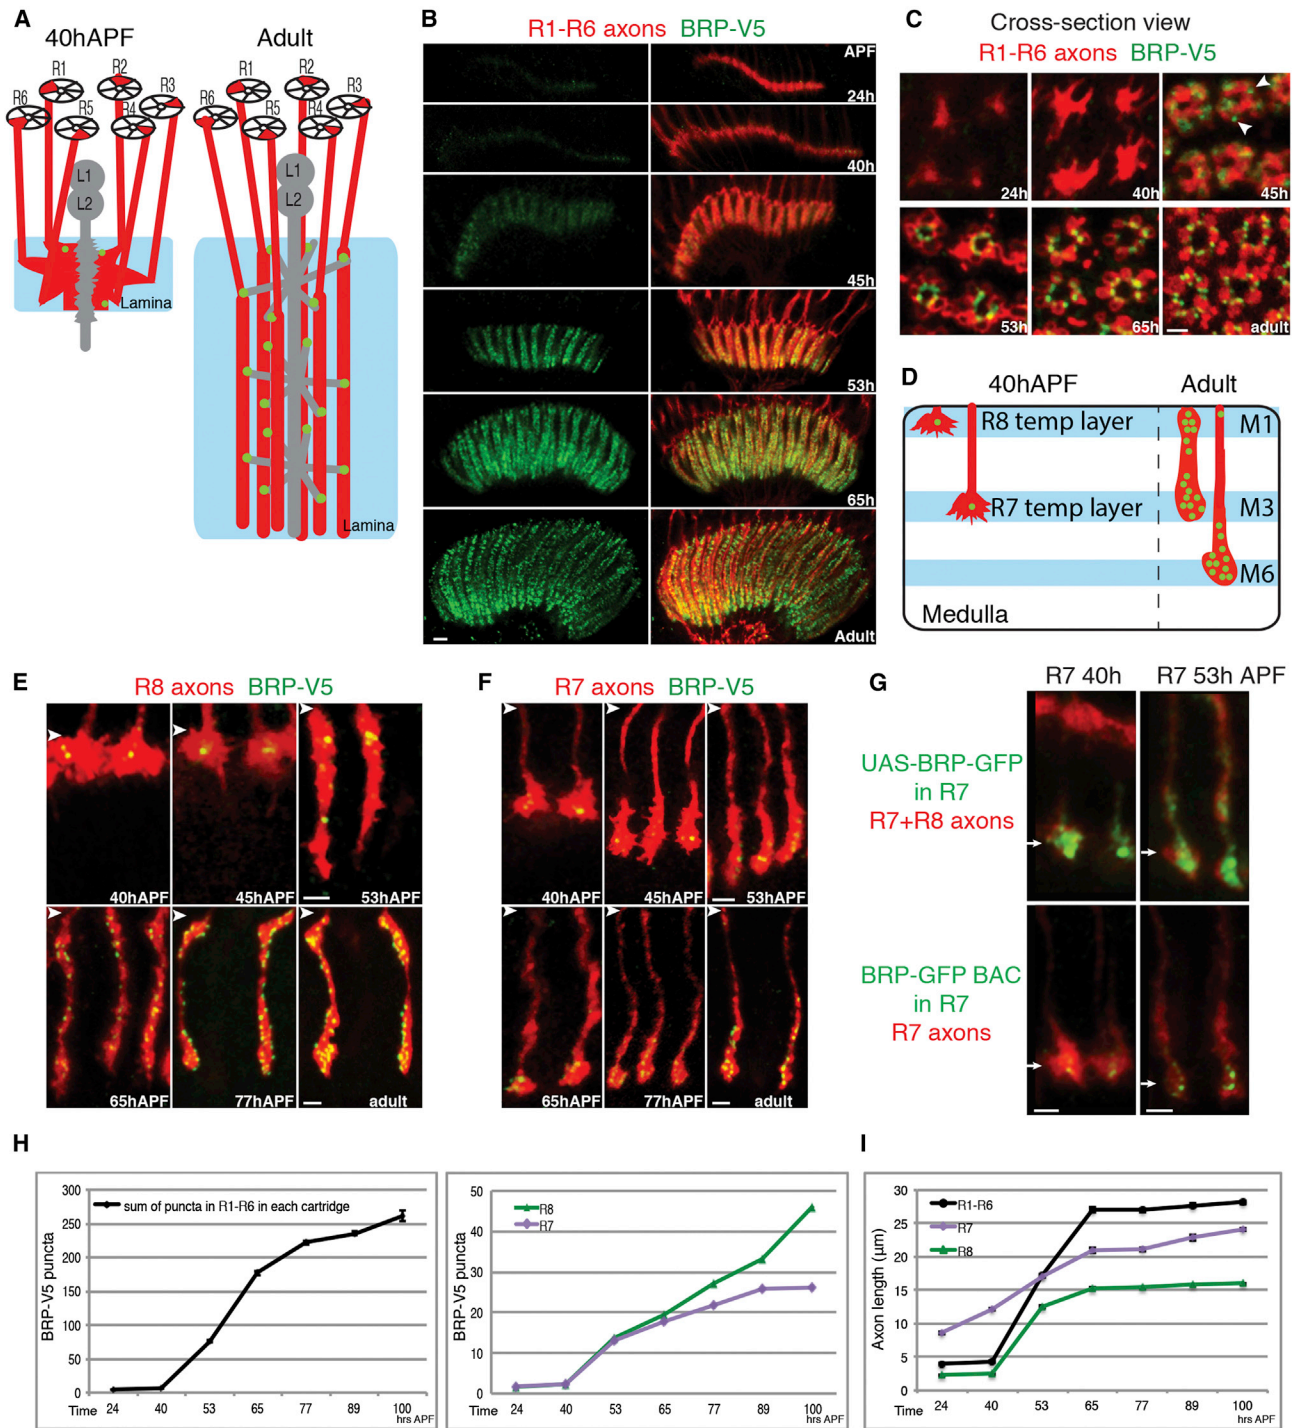 A
40hAPF
Adult
R1
R2
R3
R6
R5
R4
R1
R2
R3
R6
R5
R4
L1
L2
L1
L2
Lamina
Lamina
B
R1-R6 axons BRP-V5
APF
24h
40h
45h
53h
65h
Adult
C
Cross-section view
R1-R6 axons BRP-V5
24h
40h
45h
53h
65h
adult
D
40hAPF
Adult
R8 temp layer
M1
R7 temp layer
M3
M6
Medulla
E
R8 axons BRP-V5
40hAPF
45hAPF
53hAPF
65hAPF
77hAPF
adult
F
R7 axons BRP-V5
40hAPF
45hAPF
53hAPF
65hAPF
77hAPF
adult
G
R7 40h
R7 53h APF
UAS-BRP-GFP
in R7
R7+R8 axons
BRP-GFP BAC
in R7
R7 axons
H
BRP-V5 puncta
300
250
200
150
100
50
0
sum of puncta in R1-R6 in each cartridge
Time 24 40 53 65 77 89 100
hrs APF
BRP-V5 puncta
50
40
30
20
10
0
R8
R7
Time 24 40 53 65 77 89 100
hrs APF
I
Axon length (µm)
30
25
20
15
10
5
0
R1-R6
R7
R8
Time 24 40 53 65 77 89 100
hrs APF